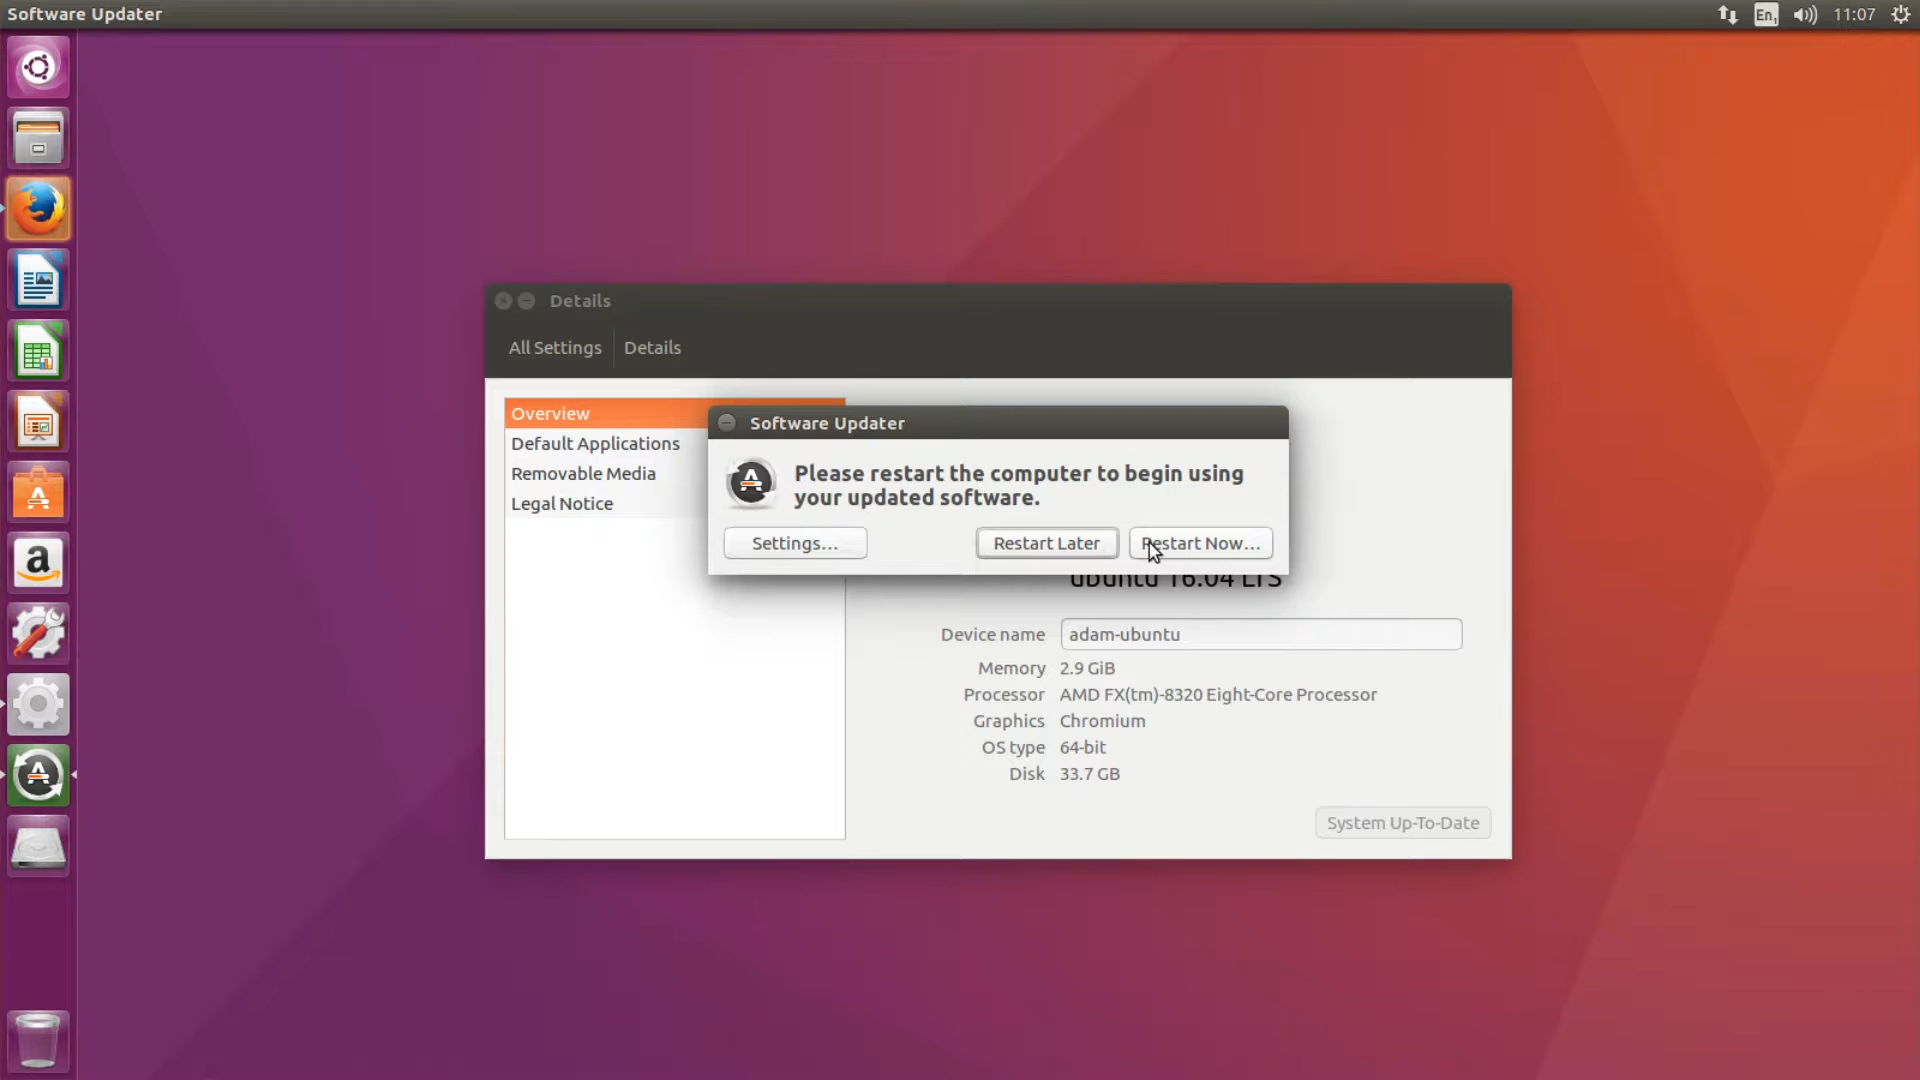 Software Updater
En1
11:07
Details
All Settings
Details
Overview
Default Applications
Removable Media
Legal Notice
Software Updater
Please restart the computer to begin using
your updated software.
Settings...
Restart Later
Restart Now...
ubuntu 16.04 LTS
Device name adam-ubuntu
Memory 2.9 GiB
Processor AMD FX(tm)-8320 Eight-Core Processor
Graphics Chromium
OS type 64-bit
Disk 33.7 GB
System Up-To-Date